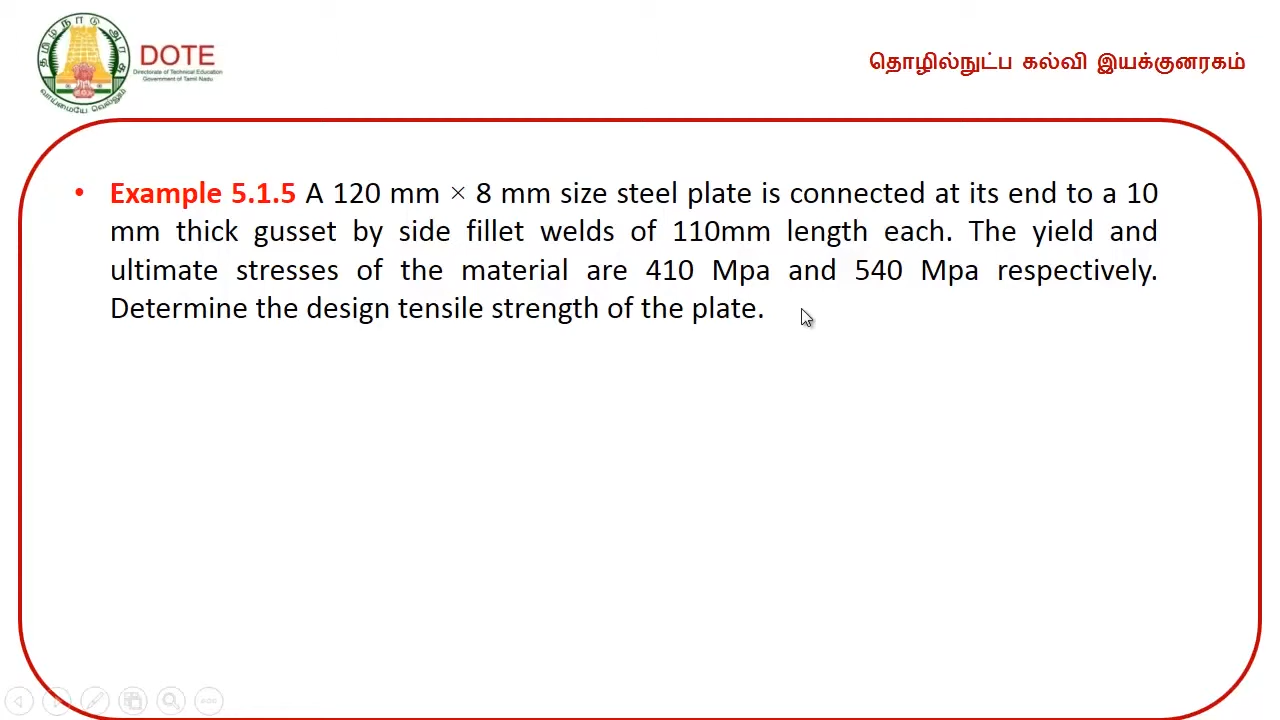 தமிழ்நாடு அரசு
DOTE
Directorate of Technical Education
Government of Tamil Nadu
வாய்மையே வெல்லும்
தொழில்நுட்ப கல்வி இயக்குனரகம்
• Example 5.1.5 A 120 mm × 8 mm size steel plate is connected at its end to a 10
mm thick gusset by side fillet welds of 110mm length each. The yield and
ultimate stresses of the material are 410 Mpa and 540 Mpa respectively.
Determine the design tensile strength of the plate.